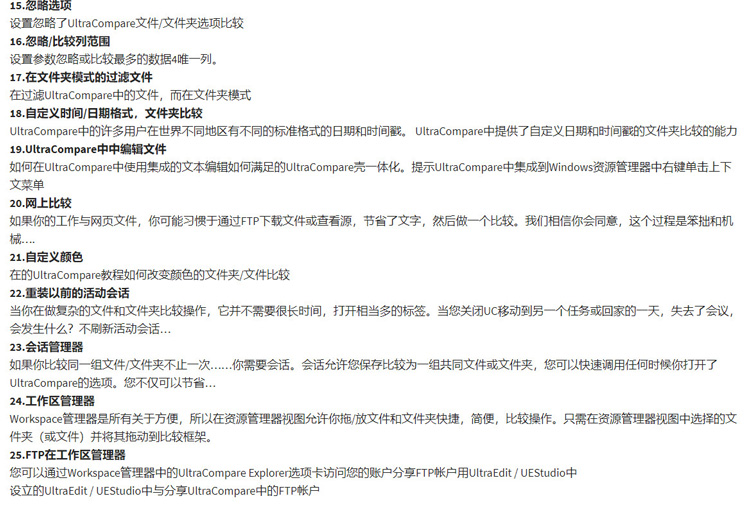 15.忽略选项
设置忽略了UltraCompare文件/文件夹选项比较
16.忽略/比较列范围
设置参数忽略或比较最多的数据4唯一列。
17.在文件夹模式的过滤文件
在过滤UltraCompare中的文件，而在文件夹模式
18.自定义时间/日期格式，文件夹比较
UltraCompare中的许多用户在世界不同地区有不同的标准格式的日期和时间戳。 UltraCompare中提供了自定义日期和时间戳的文件夹比较的能力
19.UltraCompare中中编辑文件
如何在UltraCompare中使用集成的文本编辑如何满足的UltraCompare壳一体化。提示UltraCompare中集成到Windows资源管理器中右键单击上下
文菜单
20.网上比较
如果你的工作与网页文件，你可能习惯于通过FTP下载文件或查看源，节省了文字，然后做一个比较。我们相信你会同意，这个过程是笨拙和机
械....
21.自定义颜色
在的UltraCompare教程如何改变颜色的文件夹/文件比较
22.重装以前的活动会话
当你在做复杂的文件和文件夹比较操作，它并不需要很长时间，打开相当多的标签。当您关闭UC移动到另一个任务或回家的一天，失去了会议，
会发生什么？不刷新活动会话...
23.会话管理器
如果你比较同一组文件/文件夹不止一次……你需要会话。会话允许您保存比较为一组共同文件或文件夹，您可以快速调用任何时候你打开了
UltraCompare的选项。您不仅可以节省...
24.工作区管理器
Workspace管理器是所有关于方便，所以在资源管理器视图允许你拖/放文件和文件夹快捷，简便，比较操作。只需在资源管理器视图中选择的文
件夹（或文件）并将其拖动到比较框架。
25.FTP在工作区管理器
您可以通过Workspace管理器中的UltraCompare Explorer选项卡访问您的账户分享FTP帐户用UltraEdit / UEStudio中
设立的UltraEdit / UEStudio中与分享UltraCompare中的FTP帐户